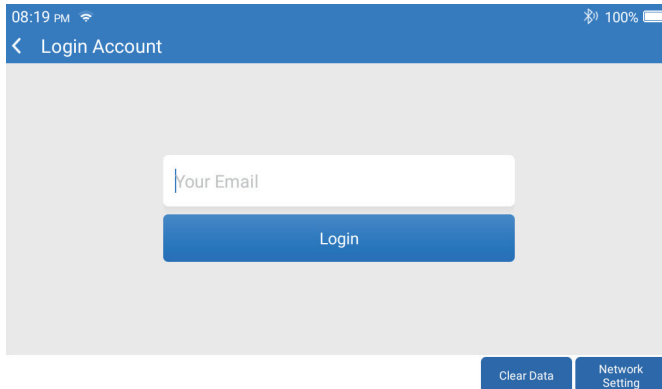 08:19 PM 100%
Login Account
Your Email
Login
Clear Data
Network
Setting